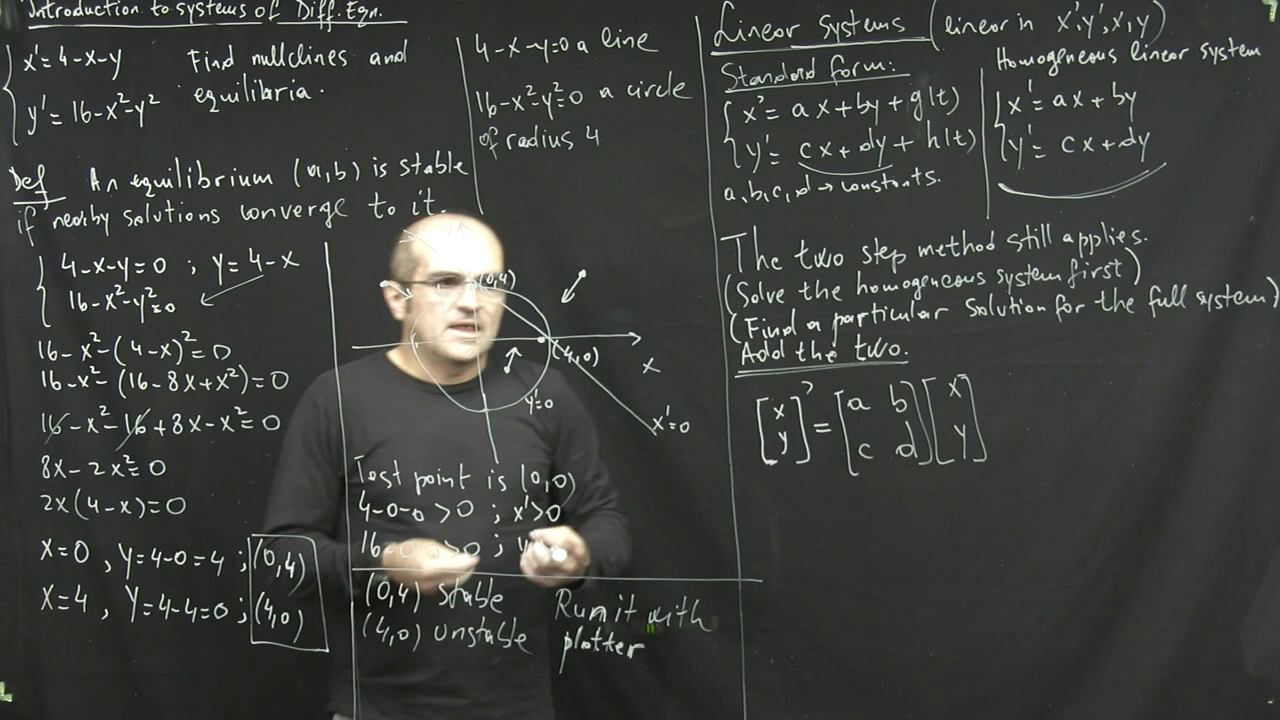 Introduction to systems of Diff. Eqn.
x' = 4-x-y
y' = 16-x²-y²
Find nullclines and
equilibria.
Def An equilibrium (a,b) is stable
if nearby solutions converge to it.
4-x-y=0 ; y=4-x
16-x²-y²=0
16-x²-(4-x)²=0
16-x²-(16-8x+x²)=0
16-x²-16+8x-x²=0
8x-2x²=0
2x(4-x)=0
x=0, y=4-0=4 ; (0,4)
x=4, y=4-4=0 ; (4,0)
4-x-y=0 a line
16-x²-y²=0 a circle
of radius 4
(0,4)
(4,0)
x
y'=0
x'=0
Test point is (0,0)
4-0-0>0 ; x'>0
(0,4) stable
(4,0) unstable
Run it with
plotter
Linear systems (linear in x',y',x,y)
Standard form:
x' = ax+by+g(t)
y' = cx+dy+h(t)
a,b,c,d → constants.
Homogeneous linear system
x' = ax+by
y' = cx+dy
The two step method still applies.
(Solve the homogeneous system first)
(Find a particular solution for the full system)
Add the two.
[x y]' = [a b c d] [x y]